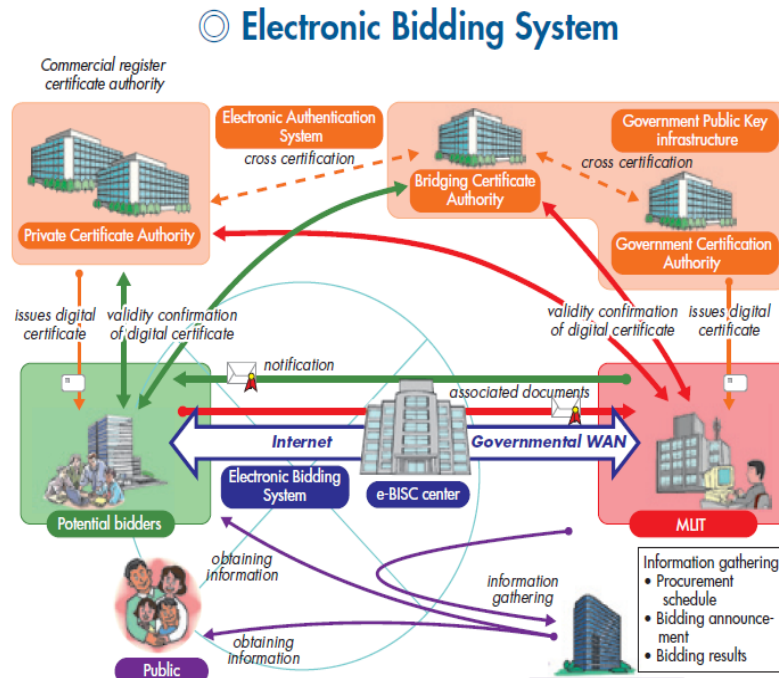 ◎ Electronic Bidding System
Commercial register
certificate authority
Electronic Authentication
System
cross certification
Government Public Key
infrastructure
cross certification
Bridging Certificate
Authority
Private Certificate Authority
Government Certification
Authority
issues digital
certificate
validity confirmation
of digital certificate
validity confirmation
of digital certificate
issues digital
certificate
notification
associated documents
Internet
Governmental WAN
Electronic Bidding
System
e-BISC center
Potential bidders
MLIT
obtaining
information
information
gathering
Information gathering
• Procurement
schedule
• Bidding announce-
ment
• Bidding results
obtaining
information
Public